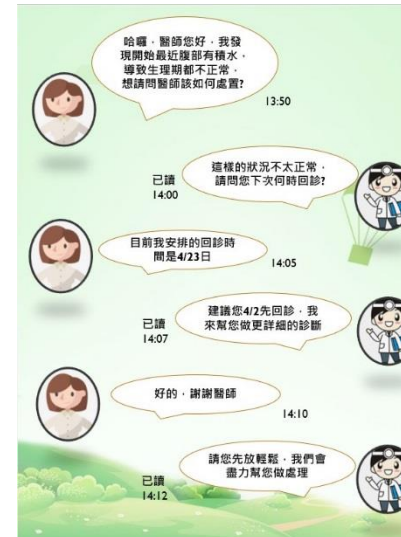 哈囉，醫師您好，我發
現開始最近腹部有積水，
導致生理期都不正常，
想請問醫師該如何處置?
13:50
這樣的狀況不太正常，
請問您下次何時回診?
已讀
14:00
目前我安排的回診時
間是4/23日
14:05
建議您4/2先回診，我
來幫您做更詳細的診斷
已讀
14:07
好的，謝謝醫師
14:10
請您先放輕鬆，我們會
盡力幫您做處理
已讀
14:12